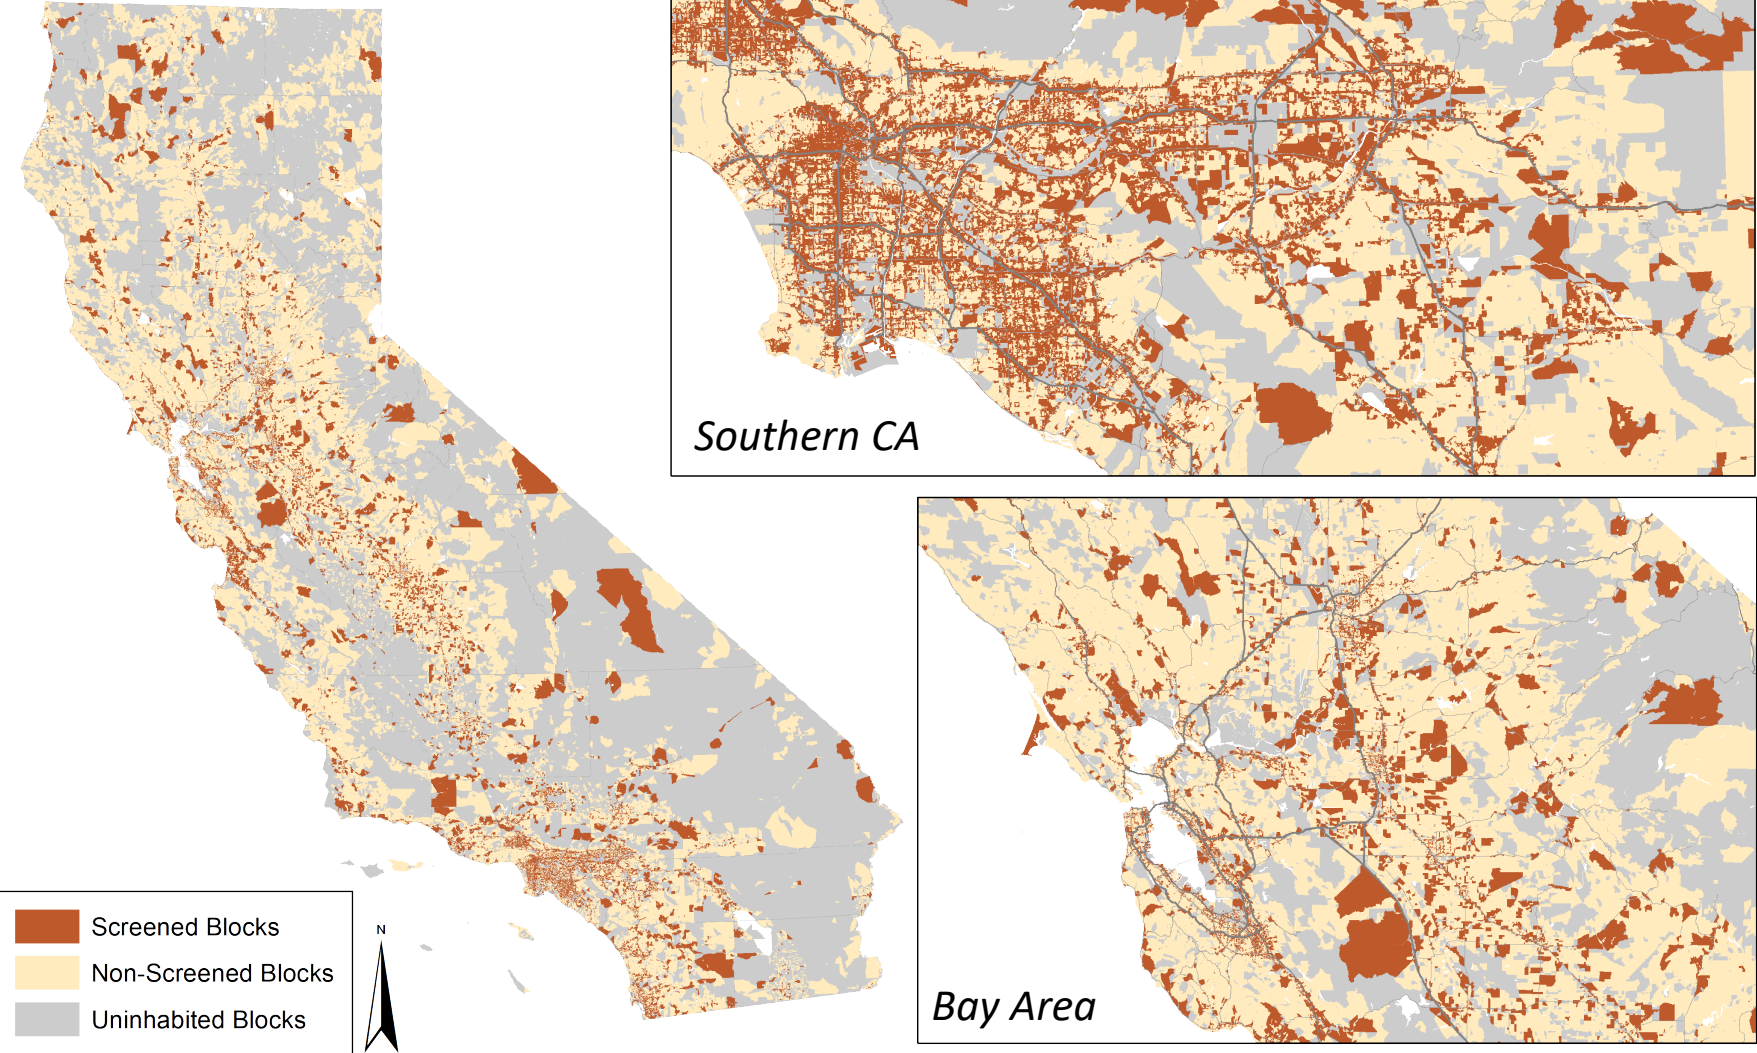 Southern CA
Bay Area
Screened Blocks
Non-Screened Blocks
Uninhabited Blocks
N